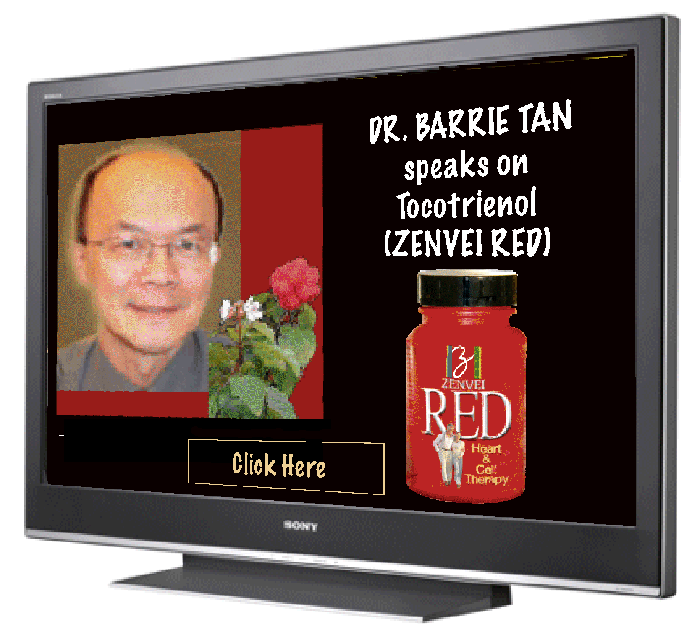 DR. BARRIE TAN
speaks on
Tocotrienol
(ZENVEI RED)
ZENVEI
RED
Heart
&
Cell
Therapy
Click Here
SONY